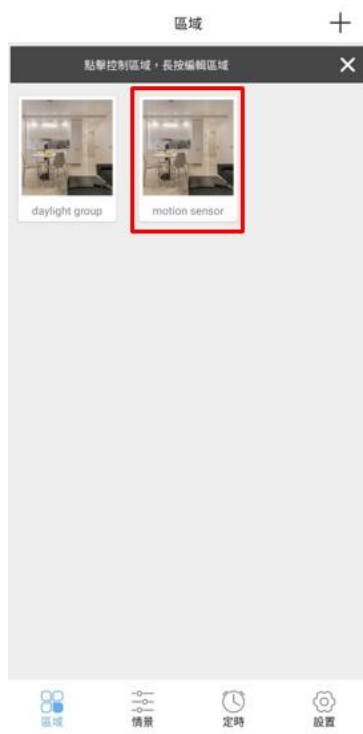 區域
點擊控制區域，長按編輯區域
daylight group
motion sensor
區域
情景
定時
設置